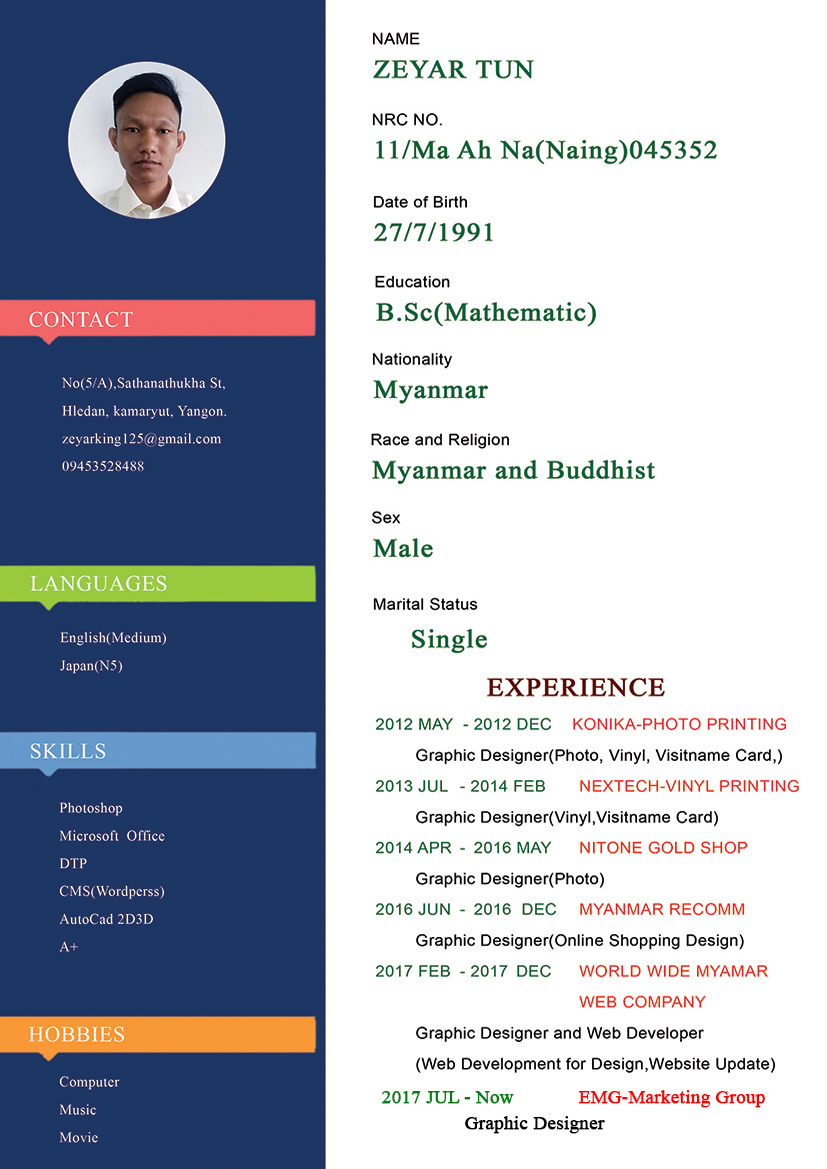 CONTACT
No(5/A),Sathanathukha St,
Hledan, kamaryut, Yangon.
zeyarking125@gmail.com
09453528488
LANGUAGES
English(Medium)
Japan(N5)
SKILLS
Photoshop
Microsoft Office
DTP
CMS(Wordperss)
AutoCad 2D3D
A+
HOBBIES
Computer
Music
Movie
NAME
ZEYAR TUN
NRC NO.
11/Ma Ah Na(Naing)045352
Date of Birth
27/7/1991
Education
B.Sc(Mathematic)
Nationality
Myanmar
Race and Religion
Myanmar and Buddhist
Sex
Male
Marital Status
Single
EXPERIENCE
2012 MAY - 2012 DEC KONIKA-PHOTO PRINTING
Graphic Designer(Photo, Vinyl, Visitname Card,)
2013 JUL - 2014 FEB NEXTECH-VINYL PRINTING
Graphic Designer(Vinyl,Visitname Card)
2014 APR - 2016 MAY NITONE GOLD SHOP
Graphic Designer(Photo)
2016 JUN - 2016 DEC MYANMAR RECOMM
Graphic Designer(Online Shopping Design)
2017 FEB - 2017 DEC WORLD WIDE MYAMAR
WEB COMPANY
Graphic Designer and Web Developer
(Web Development for Design,Website Update)
2017 JUL - Now EMG-Marketing Group
Graphic Designer